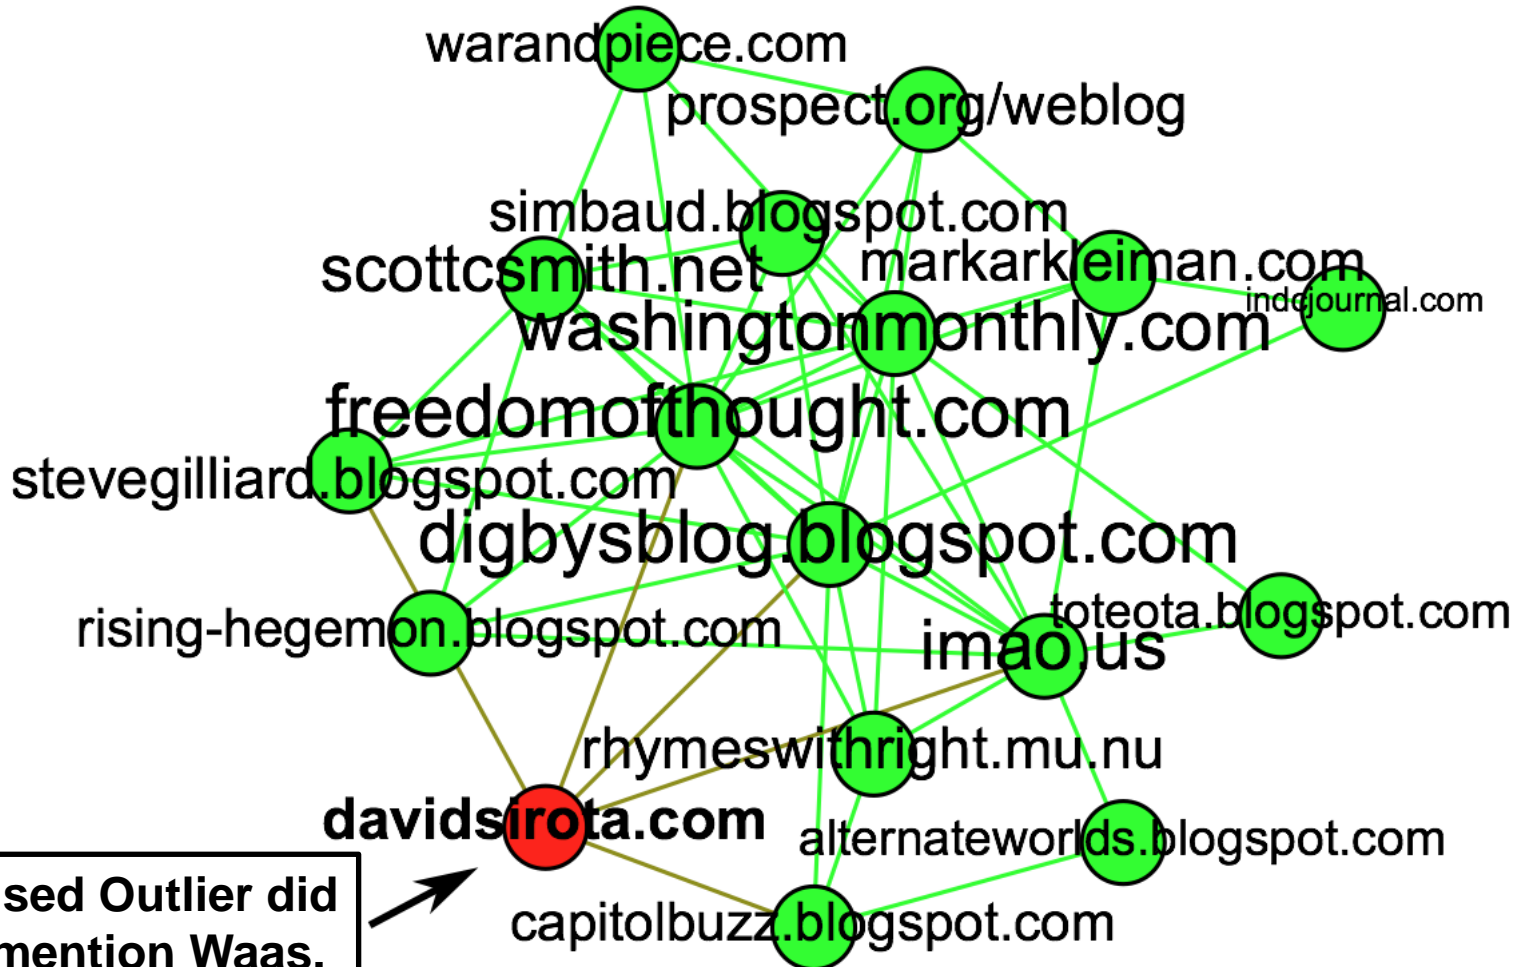 warandpiece.com
prospect.org/weblog
simbaud.blogspot.com
markarkleiman.com
scottcsmith.net
indcjournal.com
washingtonmonthly.com
freedomofthought.com
stevegilliard.blogspot.com
digbysblog.blogspot.com
toteota.blogspot.com
rising-hegemon.blogspot.com
imao.us
rhymeswithright.mu.nu
davidsirota.com
alternateworlds.blogspot.com
sed Outlier did
mention Waas.
capitolbuzz.blogspot.com